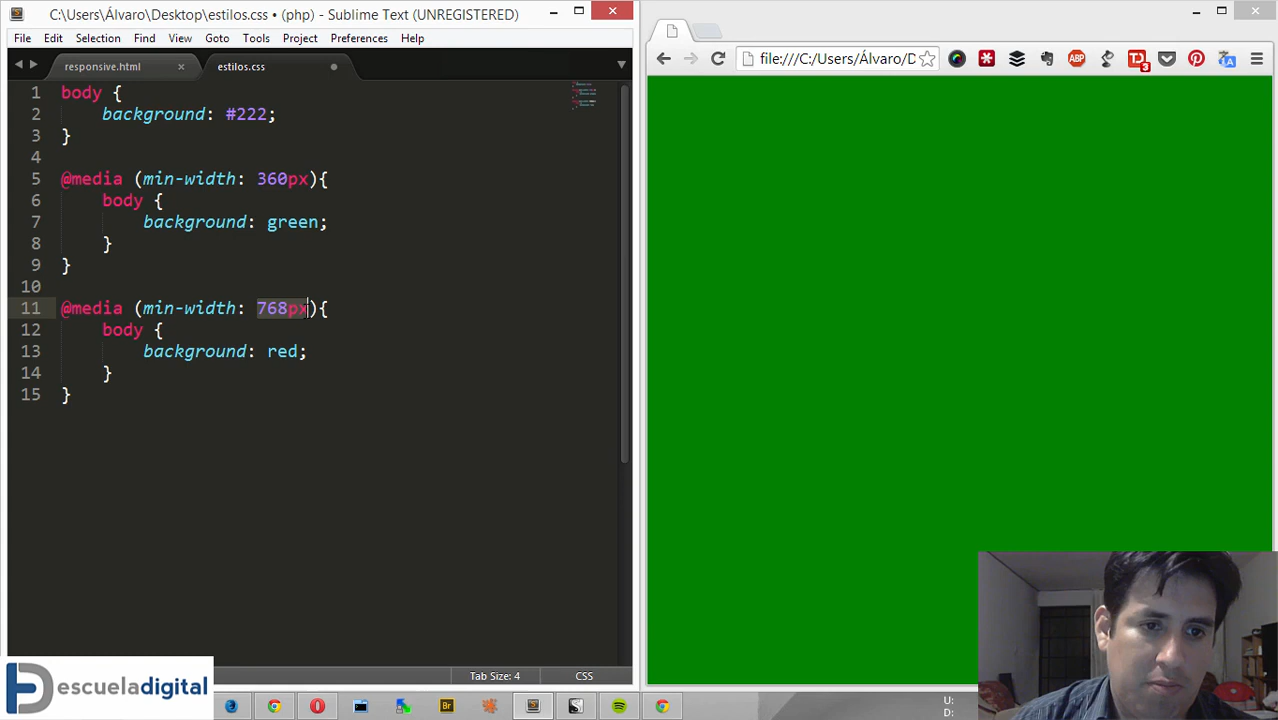 C:\Users\Álvaro\Desktop\estilos.css • (php) - Sublime Text (UNREGISTERED)
File Edit Selection View Goto Tools Project Preferences Help
responsive.html × estilos.css
1 body {
2 background: #222;
3 }
4
5 @media (min-width: 360px){
6 body {
7 background: green;
8 }
9 }
10
11 @media (min-width: 768px){
12 body {
13 background: red;
14 }
15 }
Tab Size: 4 CSS
escueladigital
file:///C:/Users/Álvaro/D
ABP
3
Br
U:
D: